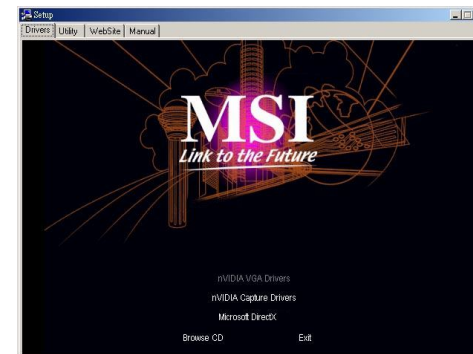 Setup
Drivers Utility WebSite Manual
MSI
Link to the Future
nVIDIA VGA Drivers
nVIDIA Capture Drivers
Microsoft DirectX
Browse CD Exit